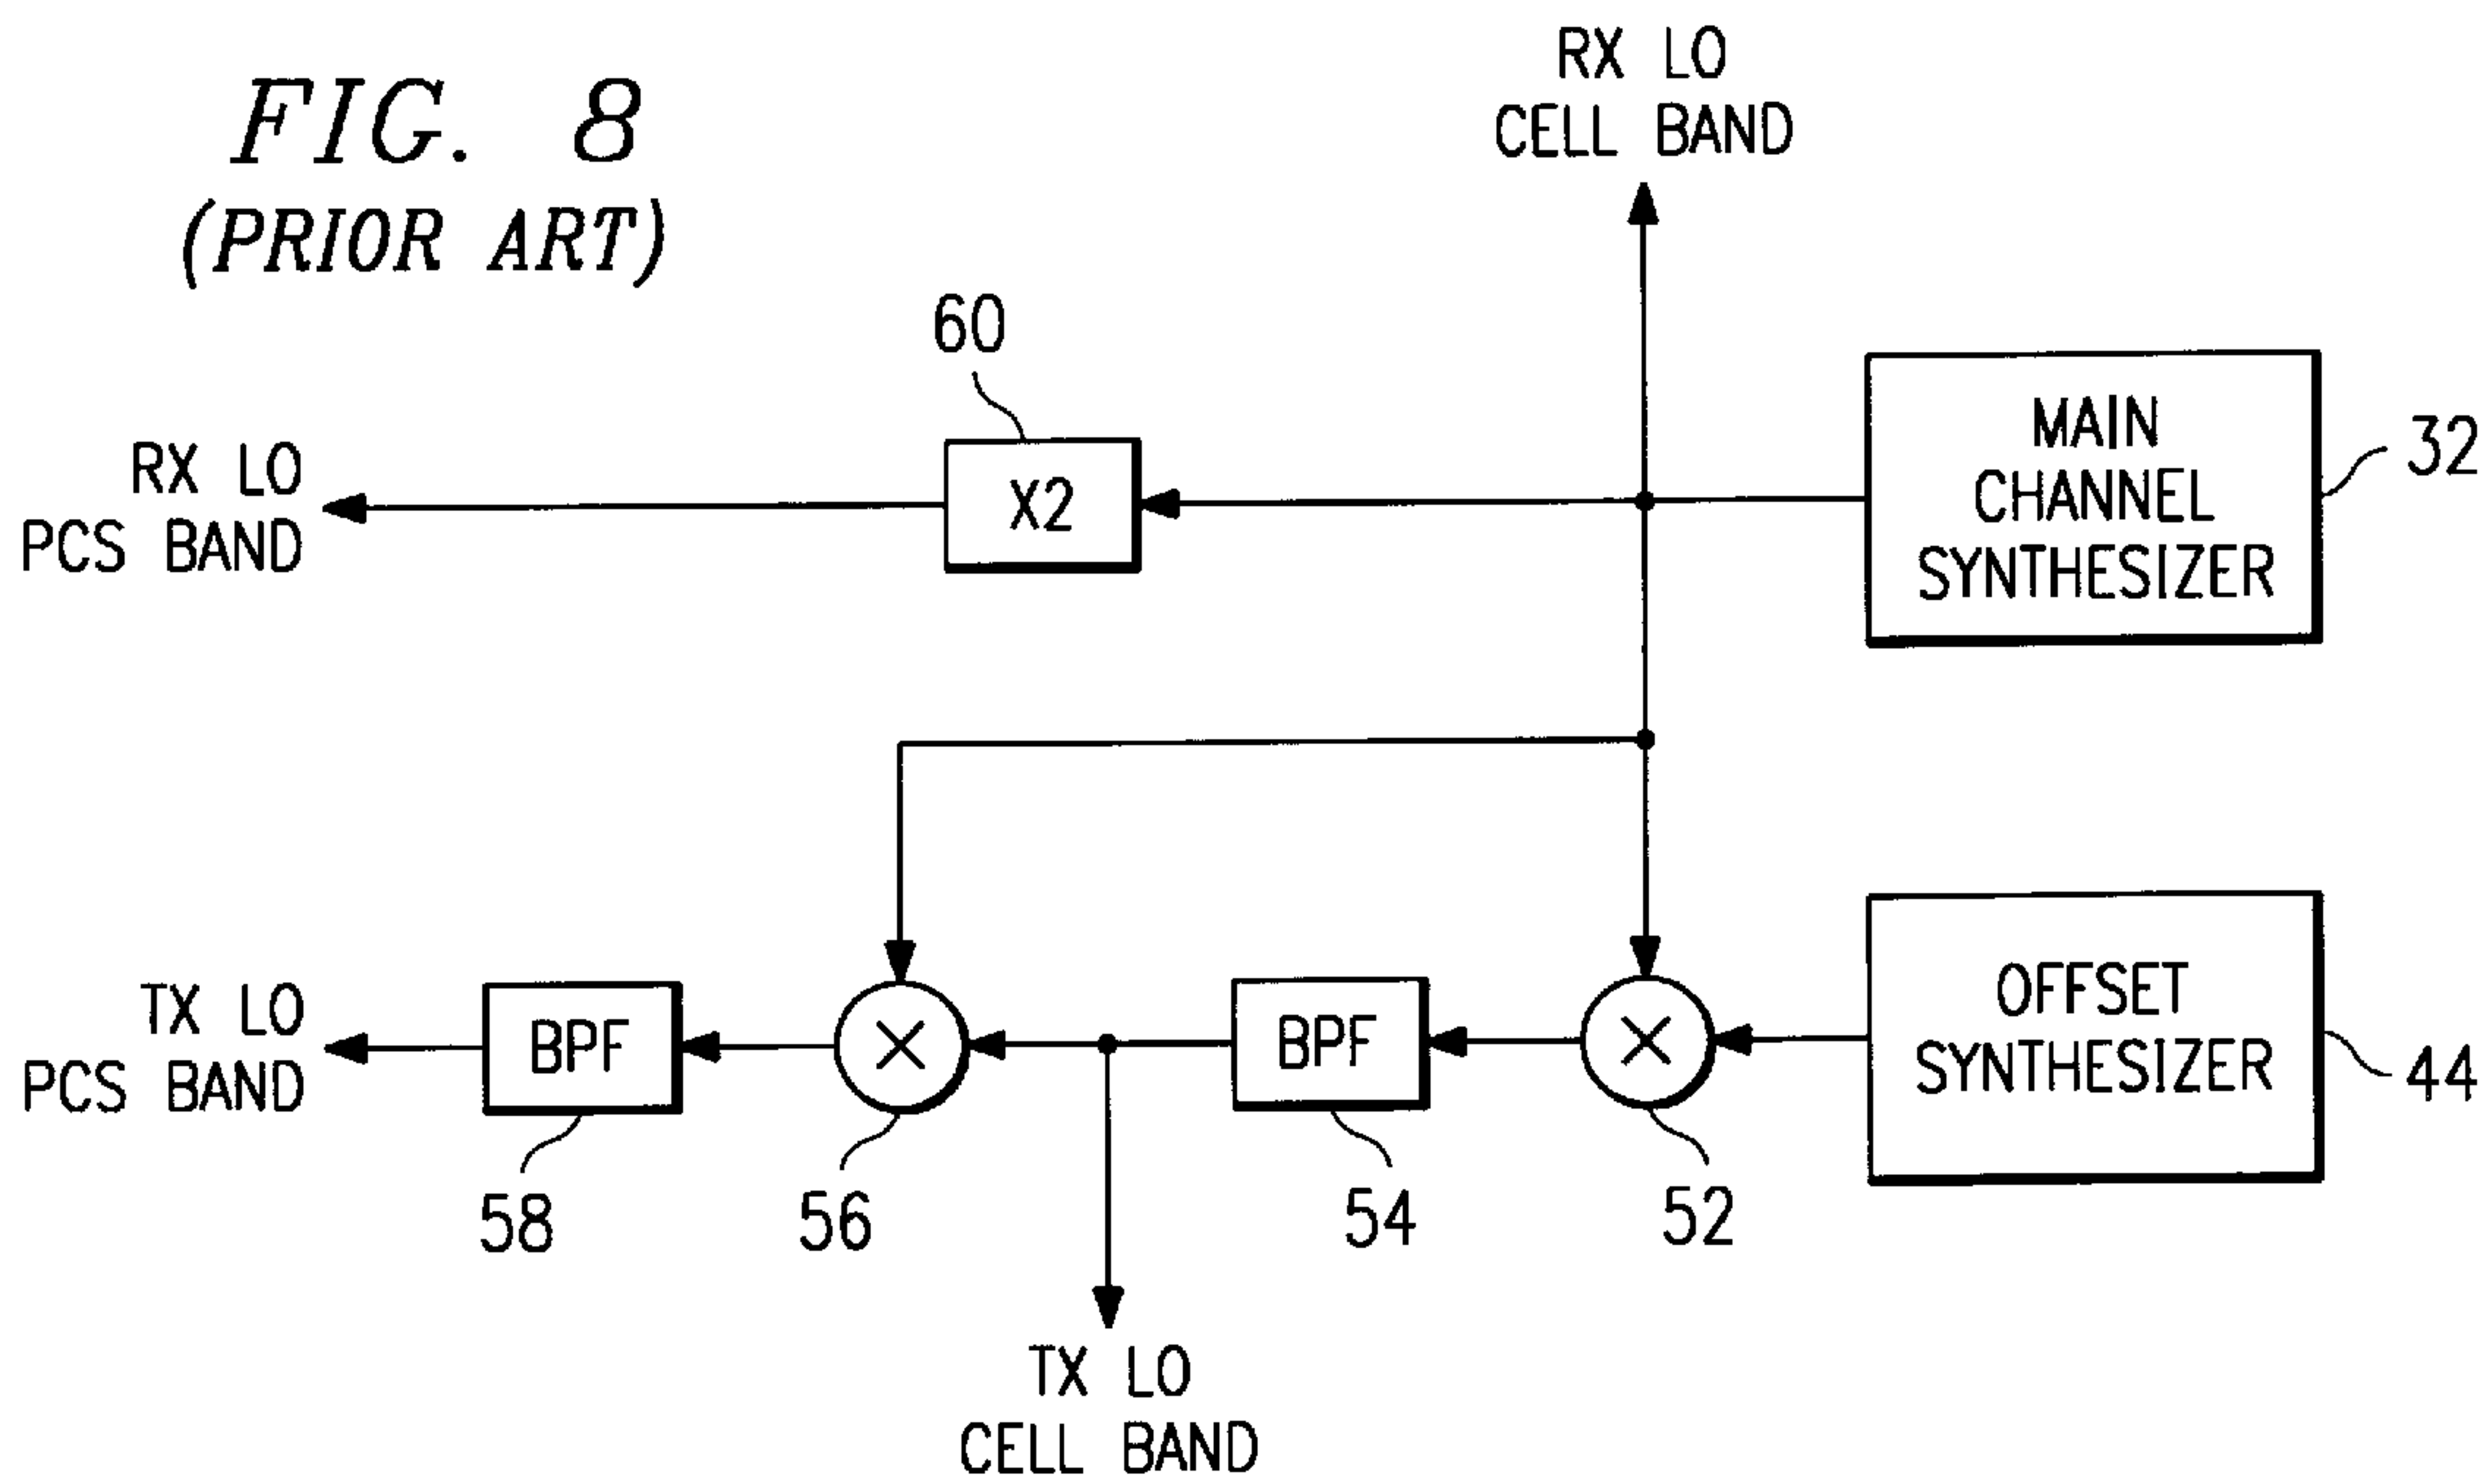 FIG. 8
(PRIOR ART)
RX LO
CELL BAND
60
X2
RX LO
PCS BAND
MAIN
CHANNEL
SYNTHESIZER
32
TX LO
PCS BAND
BPF
58
56
BPF
54
52
OFFSET
SYNTHESIZER
44
TX LO
CELL BAND